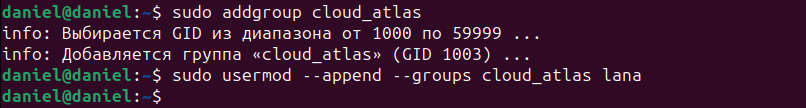 daniel@daniel:~$ sudo addgroup cloud_atlas
info: Выбирается GID из диапазона от 1000 по 59999 ...
info: Добавляется группа «cloud_atlas» (GID 1003) ...
daniel@daniel:~$ sudo usermod --append --groups cloud_atlas lana
daniel@daniel:~$